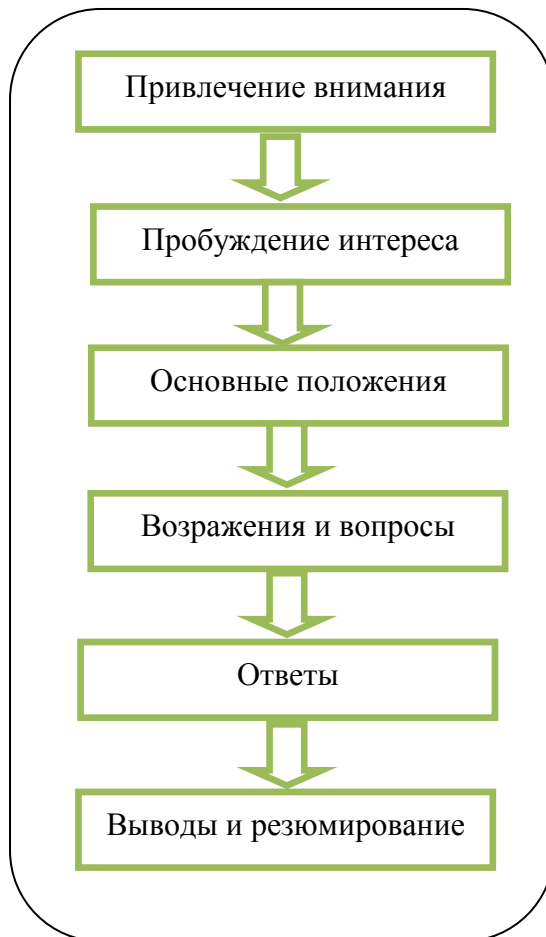 Привлечение внимания
Пробуждение интереса
Основные положения
Возражения и вопросы
Ответы
Выводы и резюмирование